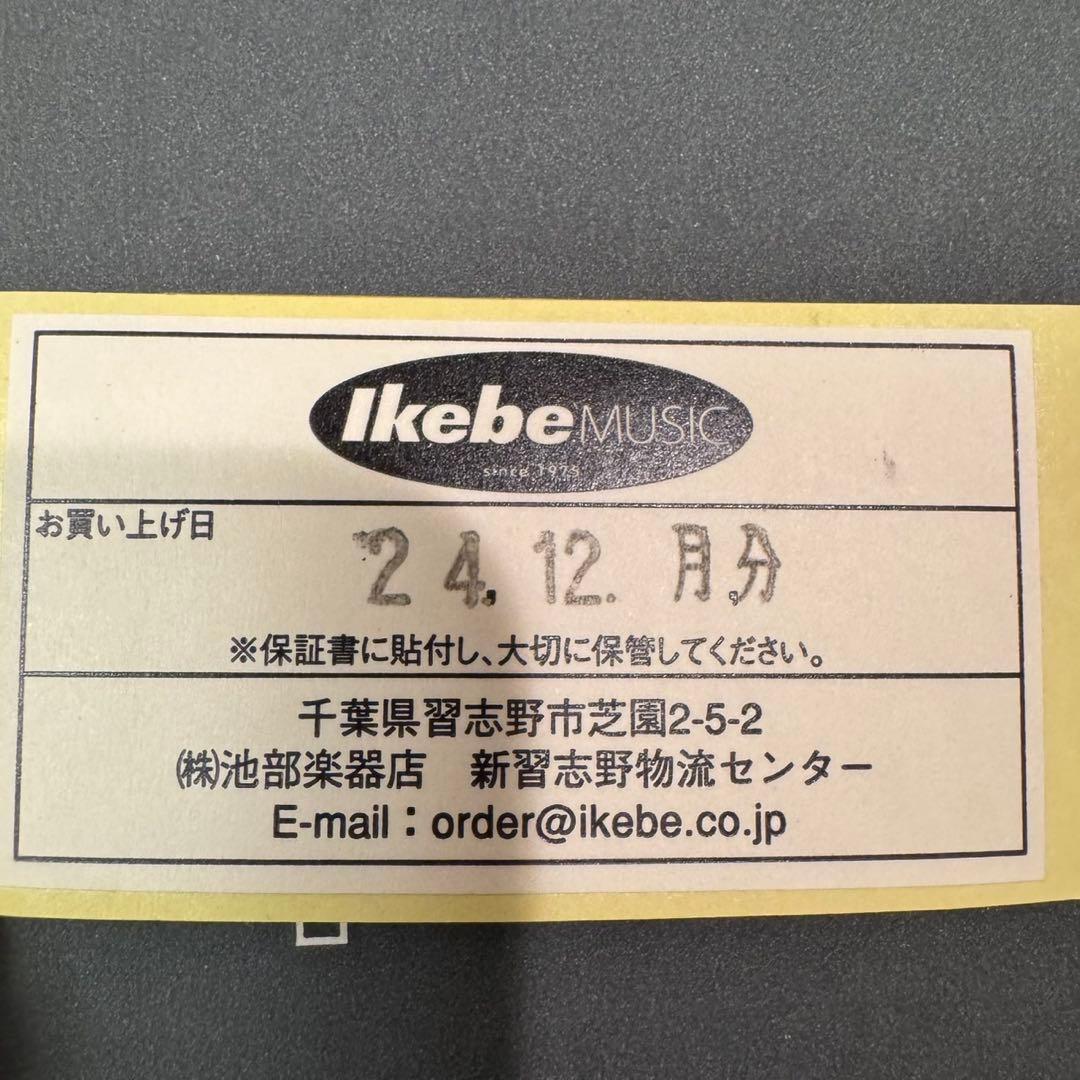 Ikebe MUSIC
since 1975
お買い上げ日
24. 12. 月分
※保証書に貼付し、大切に保管してください。
千葉県習志野市芝園2-5-2
㈱池部楽器店　新習志野物流センター
E-mail：order@ikebe.co.jp